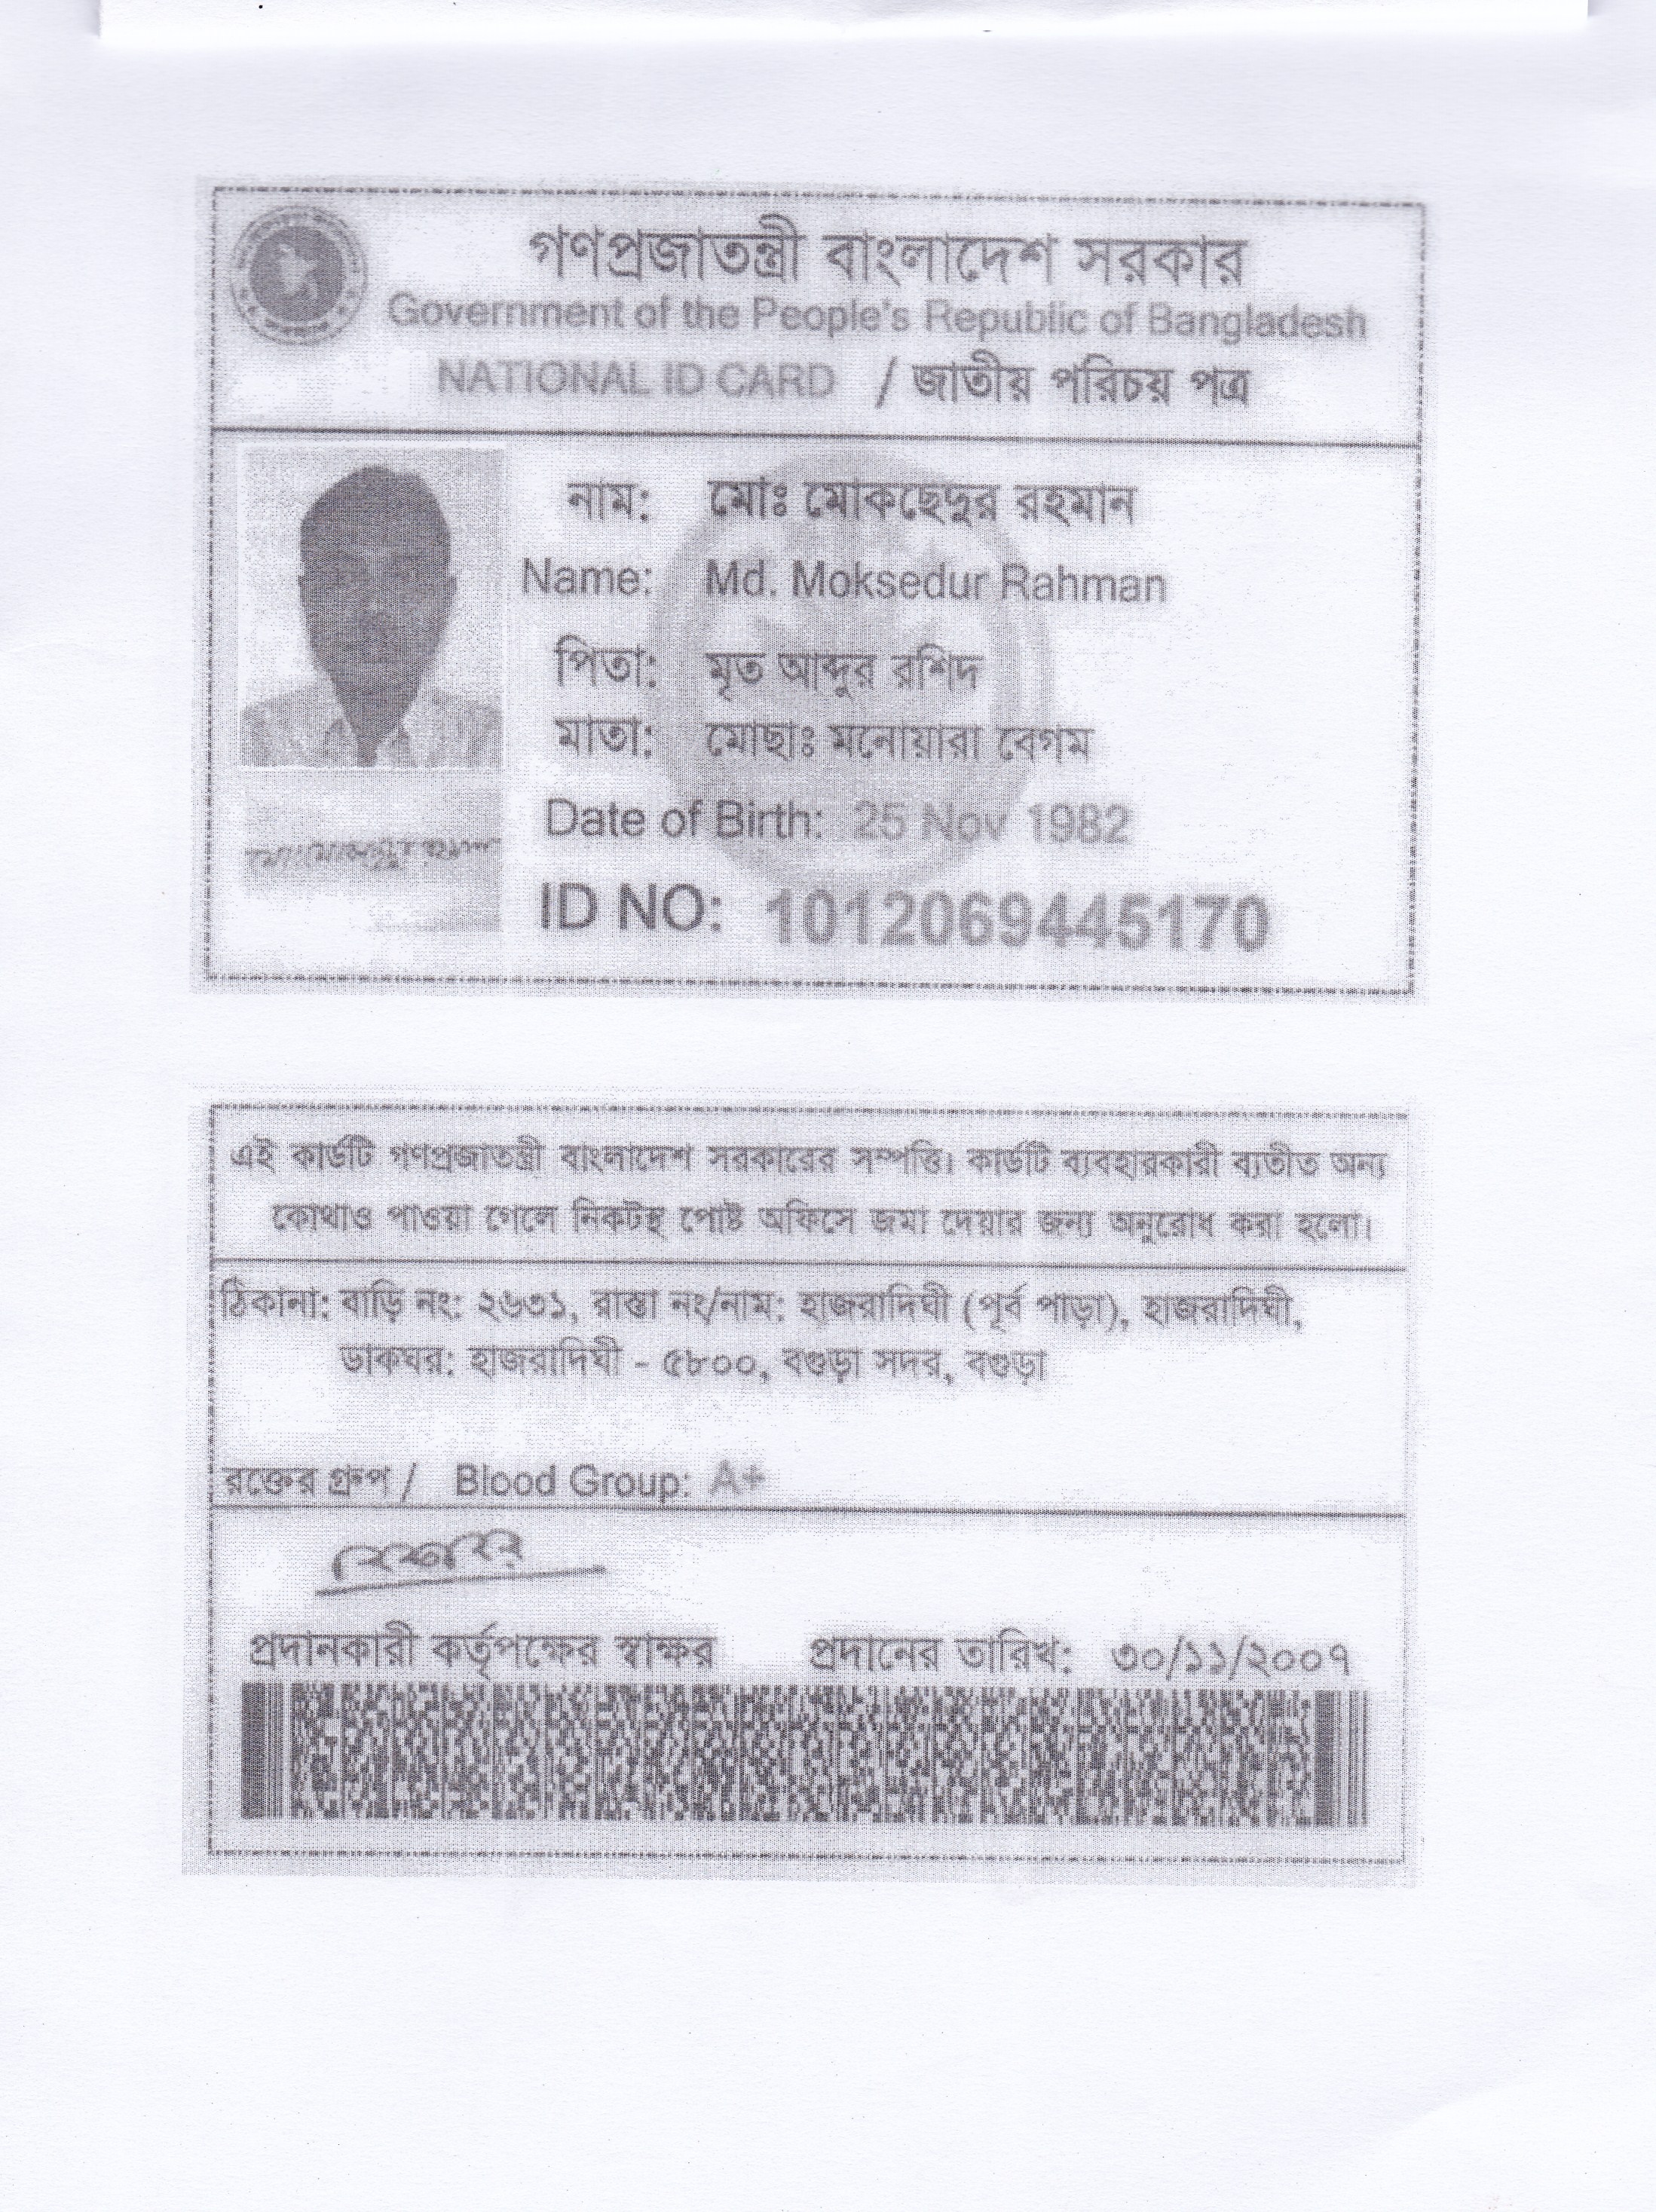 গণপ্রজাতন্ত্রী বাংলাদেশ সরকার
Government of the People's Republic of Bangladesh
NATIONAL ID CARD / জাতীয় পরিচয় পত্র
নাম: মোঃ মোকছেদুর রহমান
Name: Md. Moksedur Rahman
পিতা: মৃত আব্দুর রশিদ
মাতা: মোছাঃ মনোয়ারা বেগম
Date of Birth: 25 Nov 1982
ID NO: 1012069445170
এই কার্ডটি গণপ্রজাতন্ত্রী বাংলাদেশ সরকারের সম্পত্তি। কার্ডটি ব্যবহারকারী ব্যতীত অন্য
কোথাও পাওয়া গেলে নিকটস্থ পোষ্ট অফিসে জমা দেয়ার জন্য অনুরোধ করা হলো।
ঠিকানা: বাড়ি নং: ২৬৩১, রাস্তা নং/নাম: হাজরাদিঘী (পূর্ব পাড়া), হাজরাদিঘী,
ডাকঘর: হাজরাদিঘী - ৫৮০০, বগুড়া সদর, বগুড়া
রক্তের গ্রুপ / Blood Group: A+
প্রদানকারী কর্তৃপক্ষের স্বাক্ষর প্রদানের তারিখ: ৩০/১১/২০০৭